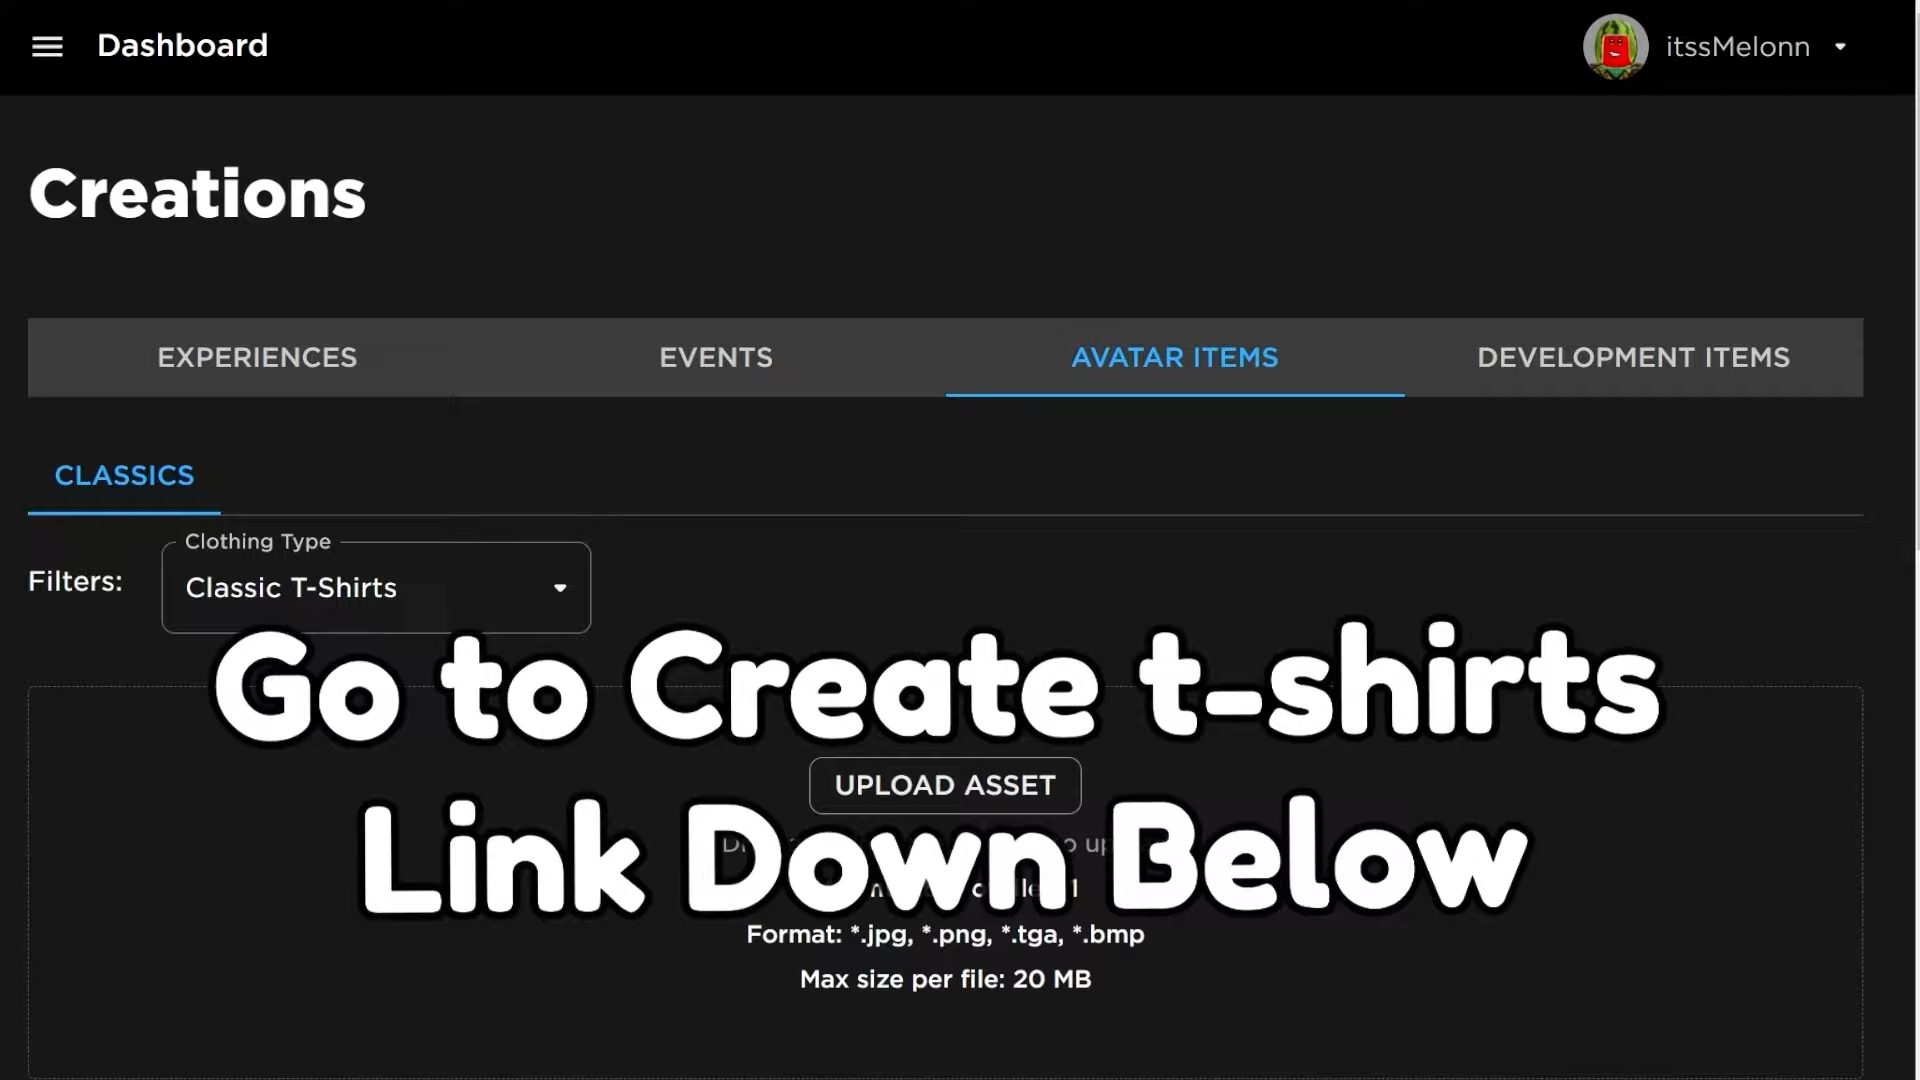 Dashboard
itssMelonn
Creations
EXPERIENCES
EVENTS
AVATAR ITEMS
DEVELOPMENT ITEMS
CLASSICS
Clothing Type
Filters:
Classic T-Shirts
Go to Create t-shirts
UPLOAD ASSET
Link Down Below
Format: *.jpg, *.png, *.tga, *.bmp
Max size per file: 20 MB